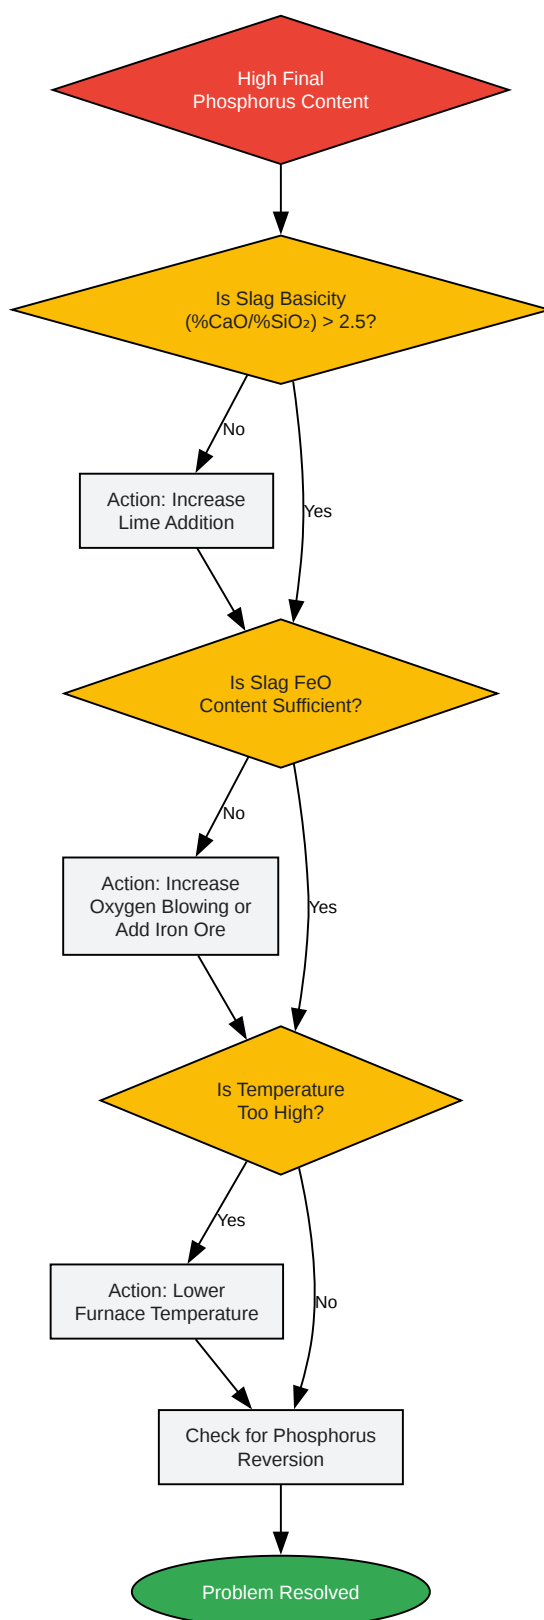 High Final
Phosphorus Content
Is Slag Basicity
(%CaO/%SiO₂) > 2.5?
No
Yes
Action: Increase
Lime Addition
Is Slag FeO
Content Sufficient?
No
Yes
Action: Increase
Oxygen Blowing or
Add Iron Ore
Is Temperature
Too High?
Yes
No
Action: Lower
Furnace Temperature
Check for Phosphorus
Reversion
Problem Resolved